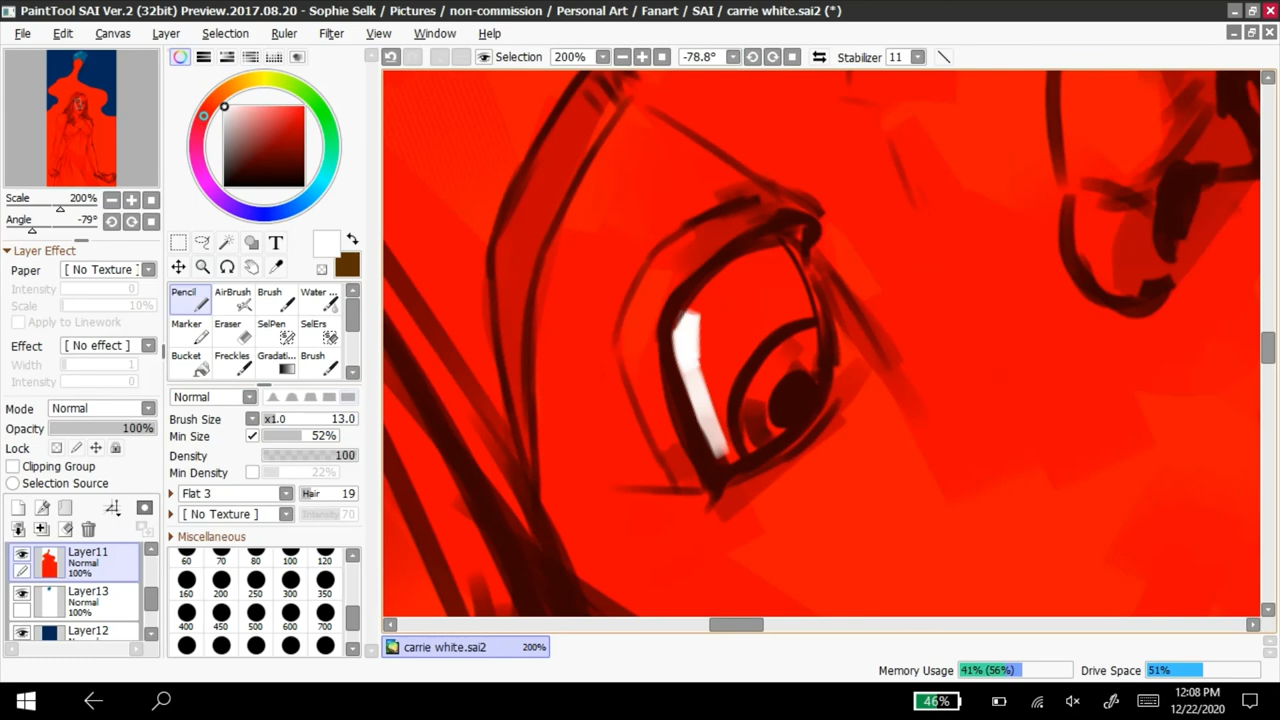 PaintTool SAI Ver.2 (32bit) Preview.2017.08.20 - Sophie Selk / Pictures / non-commission / Personal Art / Fanart / SAI / carrie white.sai2 (*)
File Edit Canvas Layer Selection Ruler Filter View Window Help
Selection 200% -78.8° Stabilizer 11
Scale 200%
Angle -79°
Layer Effect
Paper [ No Texture ]
Intensity 0
Scale 10%
Apply to Linework
Effect [ No effect ]
Width 1
Intensity 0
Mode Normal
Opacity 100%
Lock
Clipping Group
Selection Source
Layer11
Normal
100%
Layer13
Normal
100%
Layer12
T
Pencil AirBrush Brush Water ...
Marker Eraser SelPen SelErs
Bucket Freckles Gradati... Brush
Normal
Brush Size x1.0 13.0
Min Size 52%
Density 100
Min Density 22%
Flat 3 Hair 19
[ No Texture ] Intensity 70
Miscellaneous
60 70 80 100 120
160 200 250 300 350
400 450 500 600 700
carrie white.sai2 200%
Memory Usage 41% (56%) Drive Space 51%
46%
12:08 PM
12/22/2020